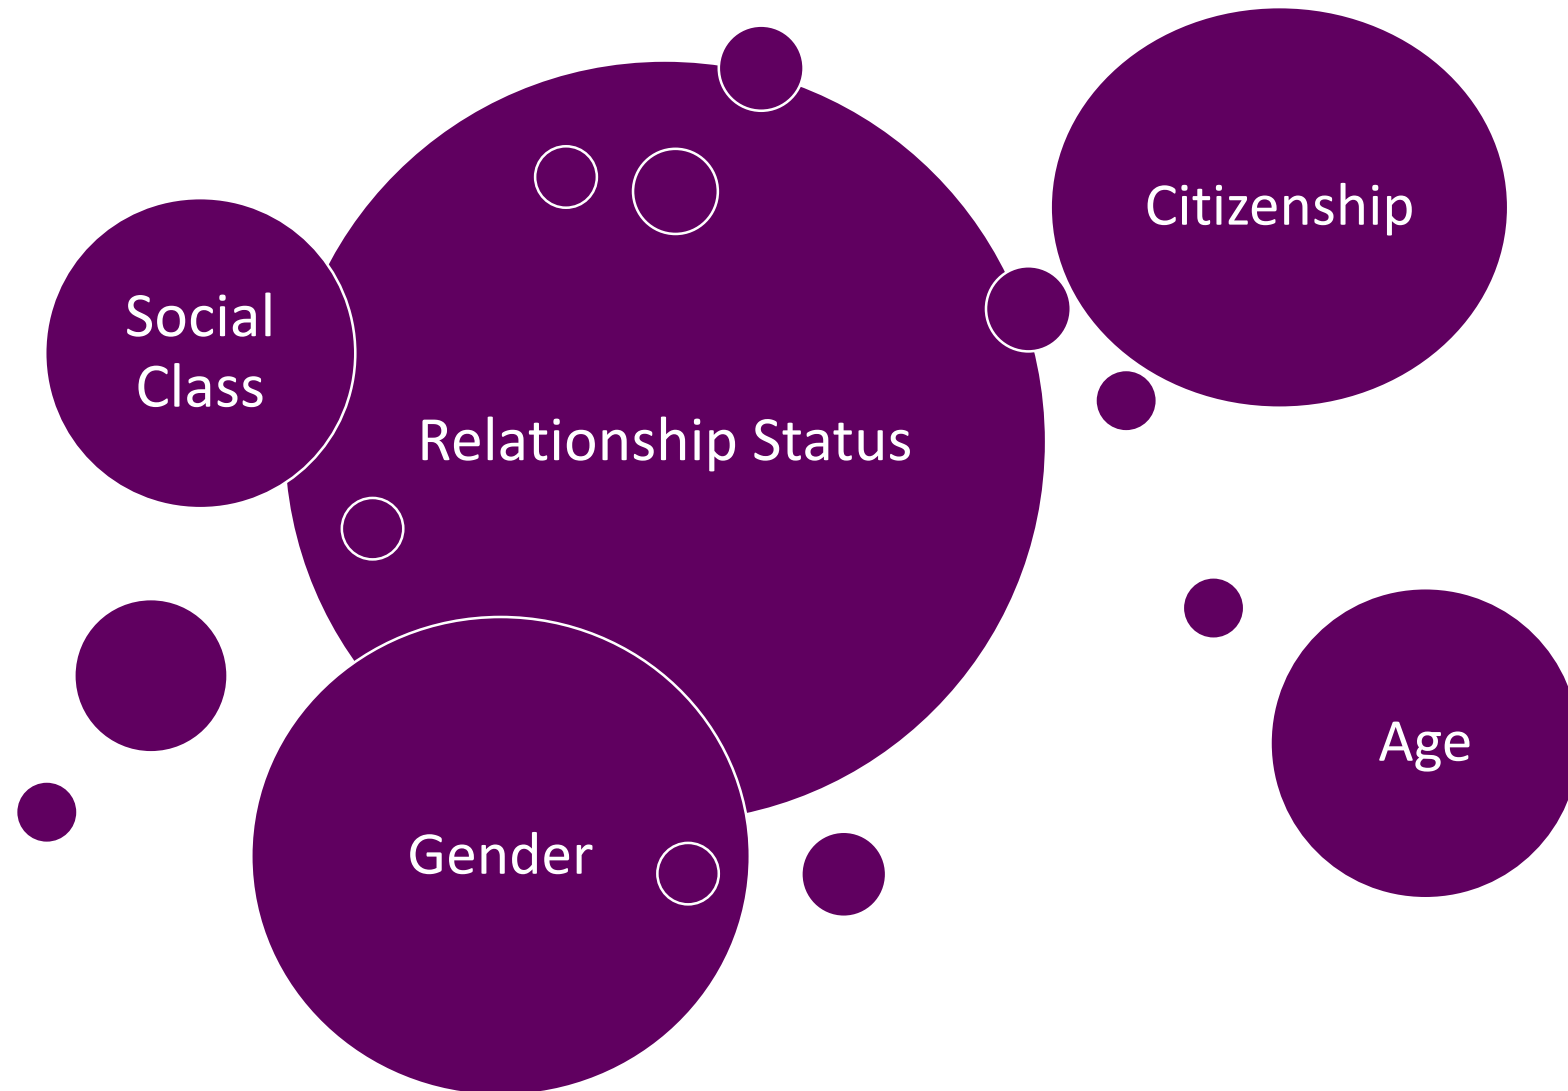 Citizenship
Social
Class
Relationship Status
Age
Gender